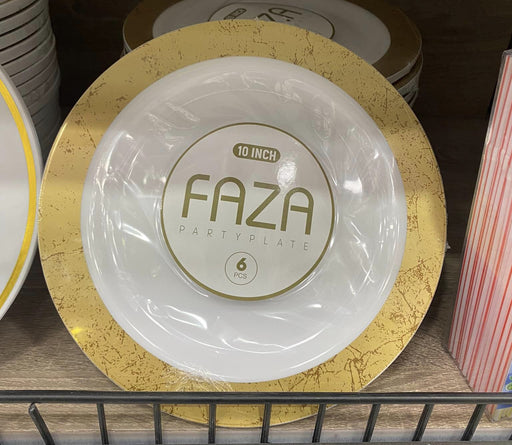 10 INCH
FAZA
PARTYPLATE
6
PCS